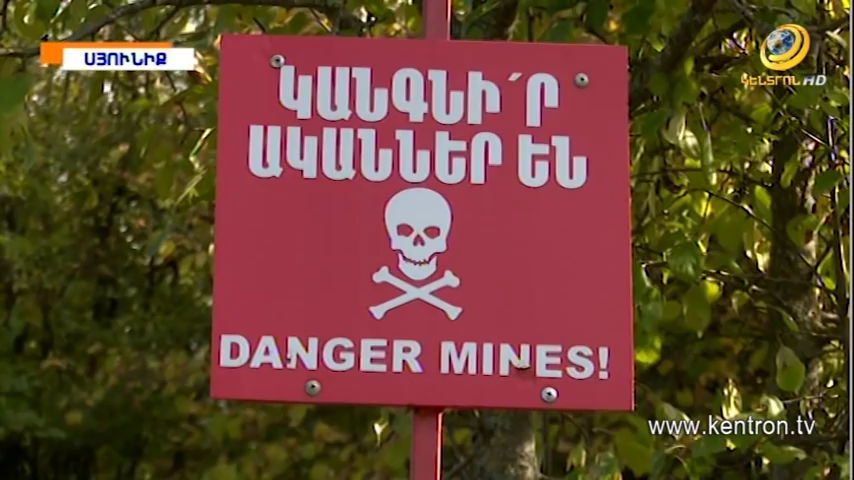 ՍՅՈՒՆԻՔ
ԿԵՆՏՐՈՆ HD
ԿԱՆԳՆԻ՛Ր
ԱԿԱՆՆԵՐ ԵՆ
DANGER MINES!
www.kentron.tv